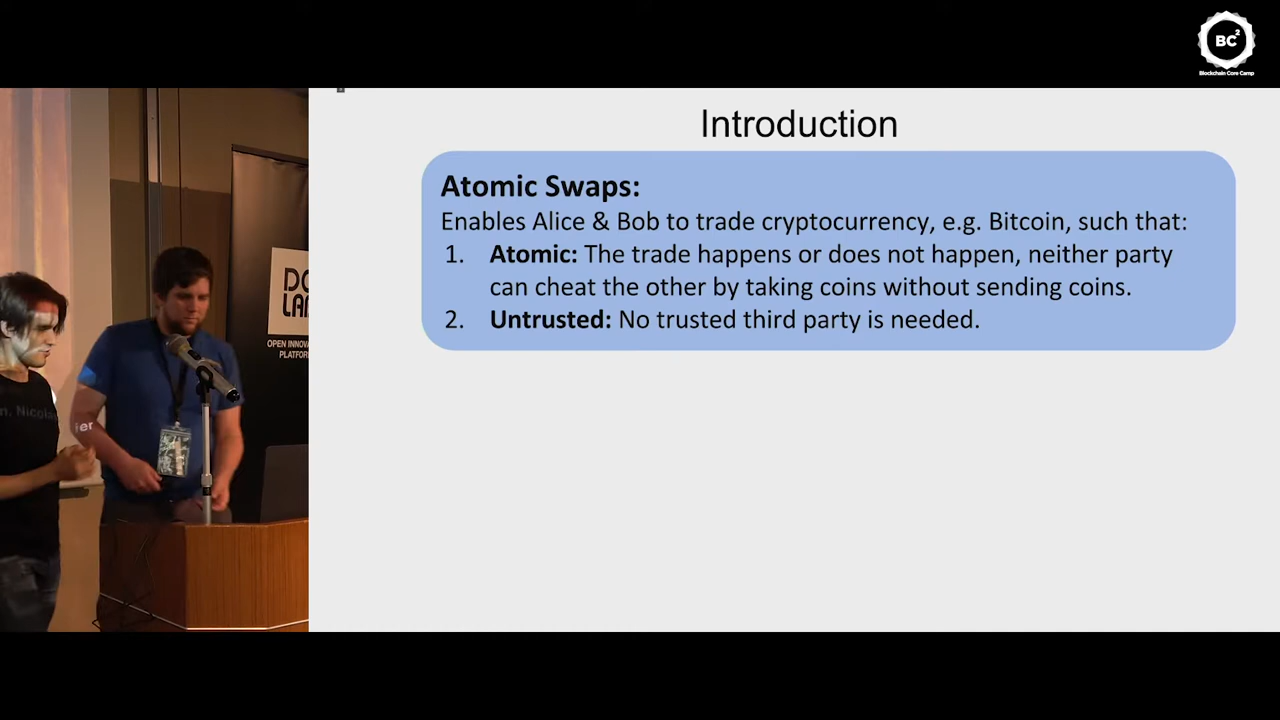 BC²
Blockchain Core Camp
Introduction
Atomic Swaps:
Enables Alice & Bob to trade cryptocurrency, e.g. Bitcoin, such that:
1. Atomic: The trade happens or does not happen, neither party
can cheat the other by taking coins without sending coins.
2. Untrusted: No trusted third party is needed.
OPEN